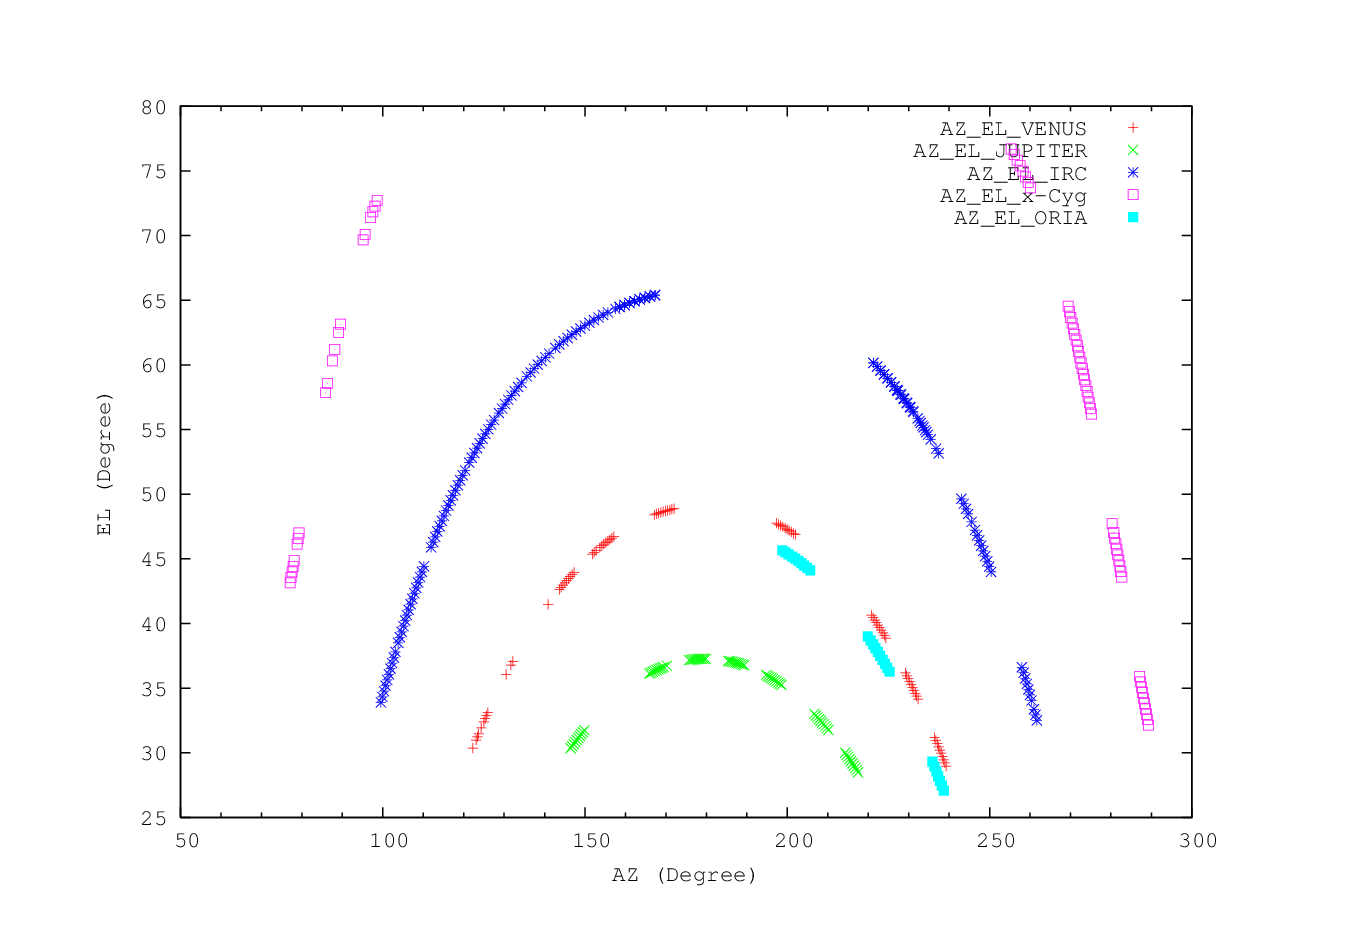 80
75
70
65
60
55
50
45
40
35
30
25
EL (Degree)
50 100 150 200 250 300
AZ (Degree)
AZ_EL_VENUS
AZ_EL_JUPITER
AZ_EL_IRC
AZ_EL_x-Cyg
AZ_EL_ORIA